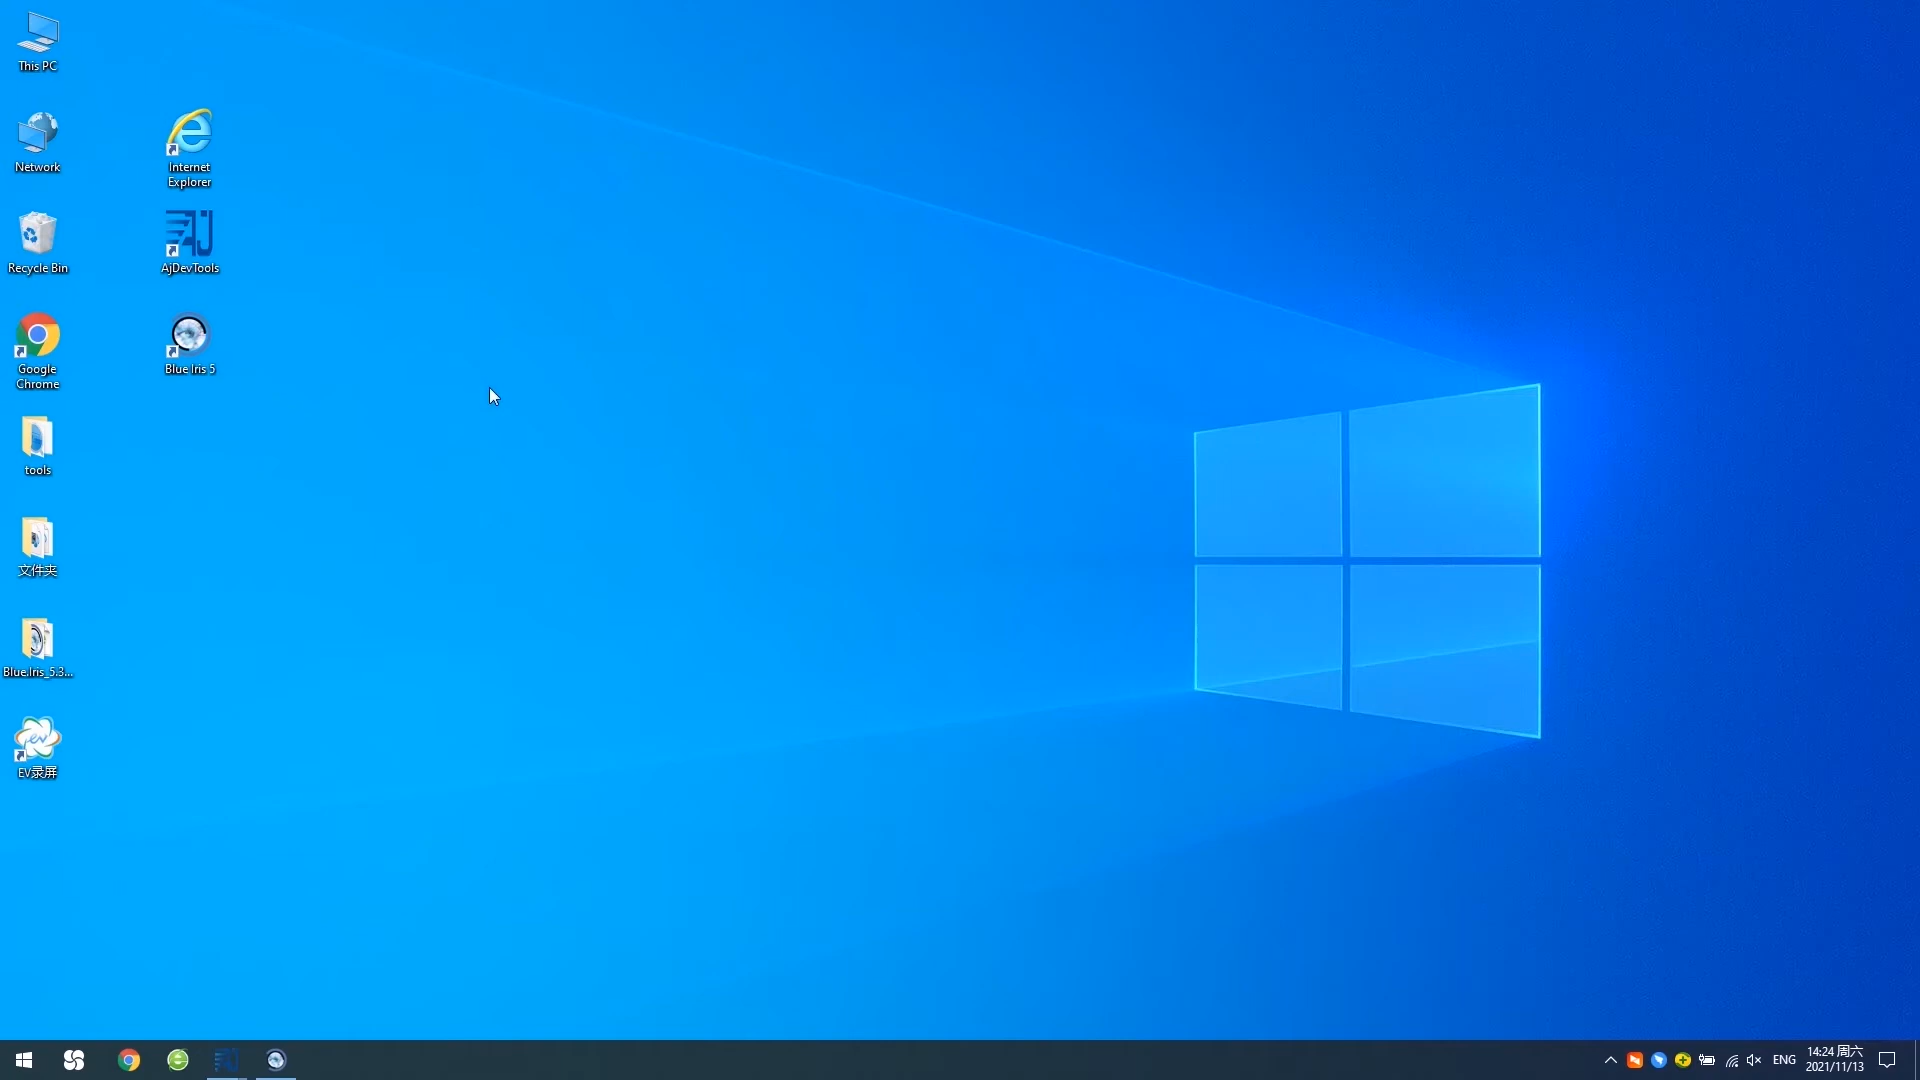 This PC
Network
Recycle Bin
Google
Chrome
tools
文件夹
Blue.Iris_5.3...
EV录屏
Internet
Explorer
AjDevTools
Blue Iris 5
ENG
14:24 周六
2021/11/13